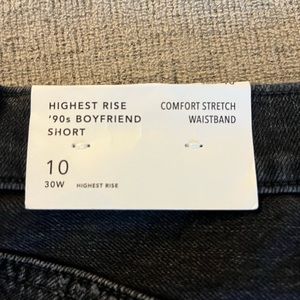 HIGHEST RISE
'90s BOYFRIEND
SHORT
COMFORT STRETCH
WAISTBAND
10
30W
HIGHEST RISE